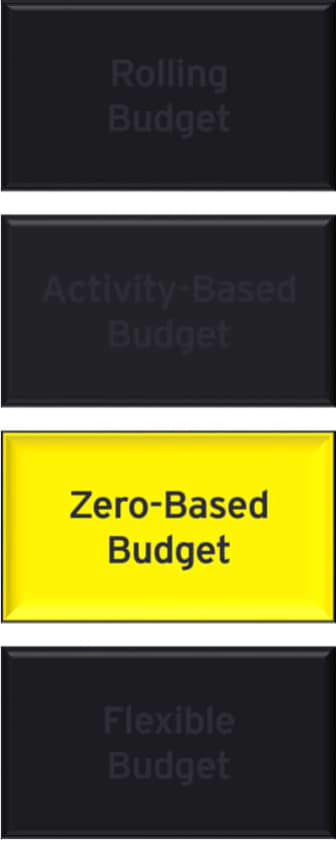 Rolling
Budget
Activity-Based
Budget
Zero-Based
Budget
Flexible
Budget